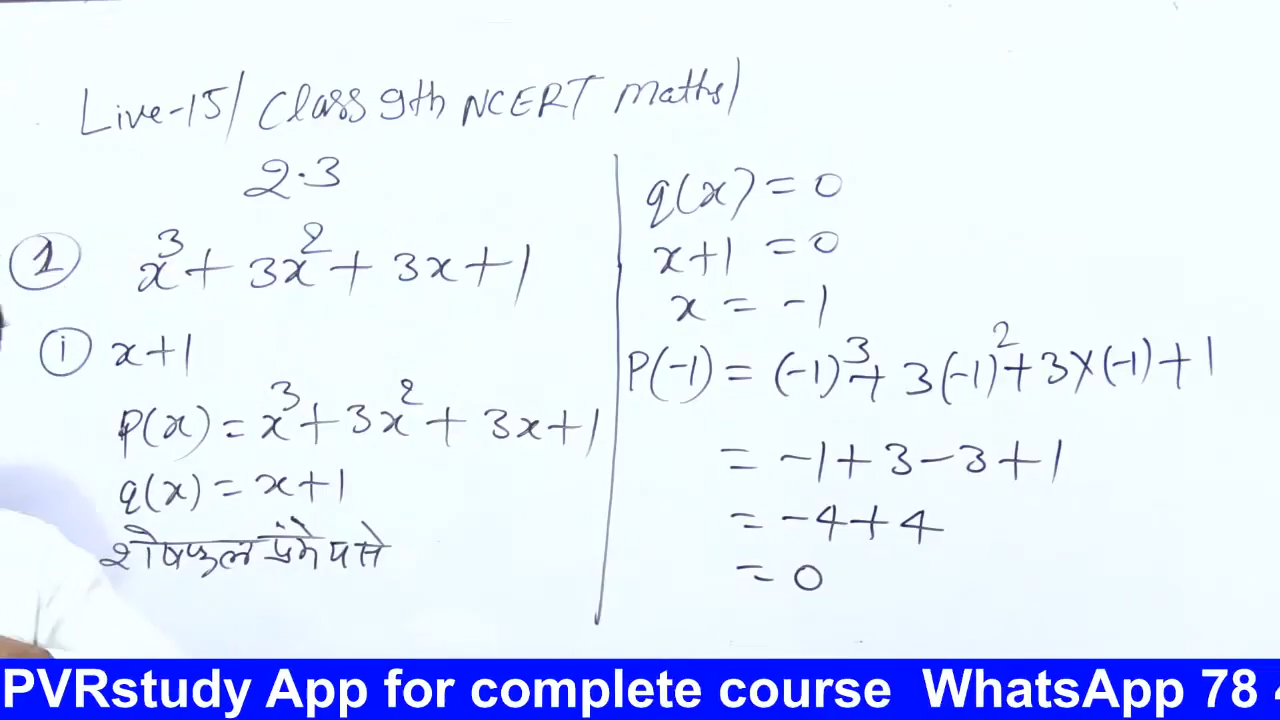 Live-15/ Class 9th NCERT maths/
2.3
① x³ + 3x² + 3x + 1
ⓘ x+1
p(x) = x³ + 3x² + 3x + 1
q(x) = x+1
शेषफल प्रमेय से
q(x) = 0
x+1 = 0
x = -1
P(-1) = (-1)³ + 3(-1)² + 3×(-1) + 1
= -1 + 3 - 3 + 1
= -4 + 4
= 0
PVRstudy App for complete course WhatsApp 78